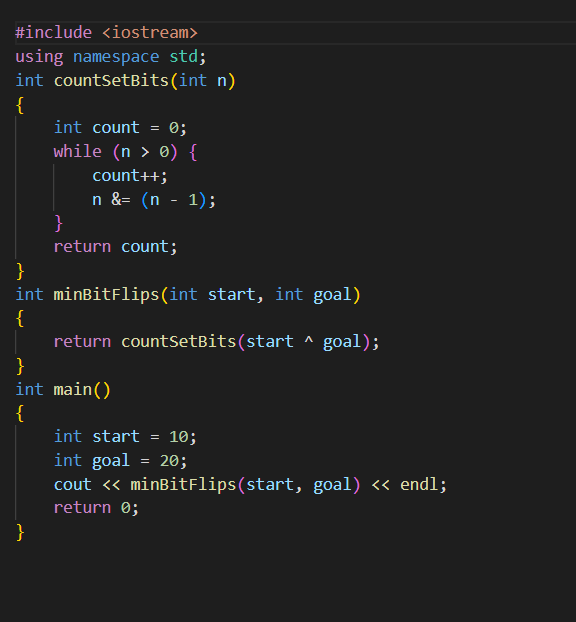 #include <iostream>
using namespace std;
int countSetBits(int n)
{
    int count = 0;
    while (n > 0) {
        count++;
        n &= (n - 1);
    }
    return count;
}
int minBitFlips(int start, int goal)
{
    return countSetBits(start ^ goal);
}
int main()
{
    int start = 10;
    int goal = 20;
    cout << minBitFlips(start, goal) << endl;
    return 0;
}